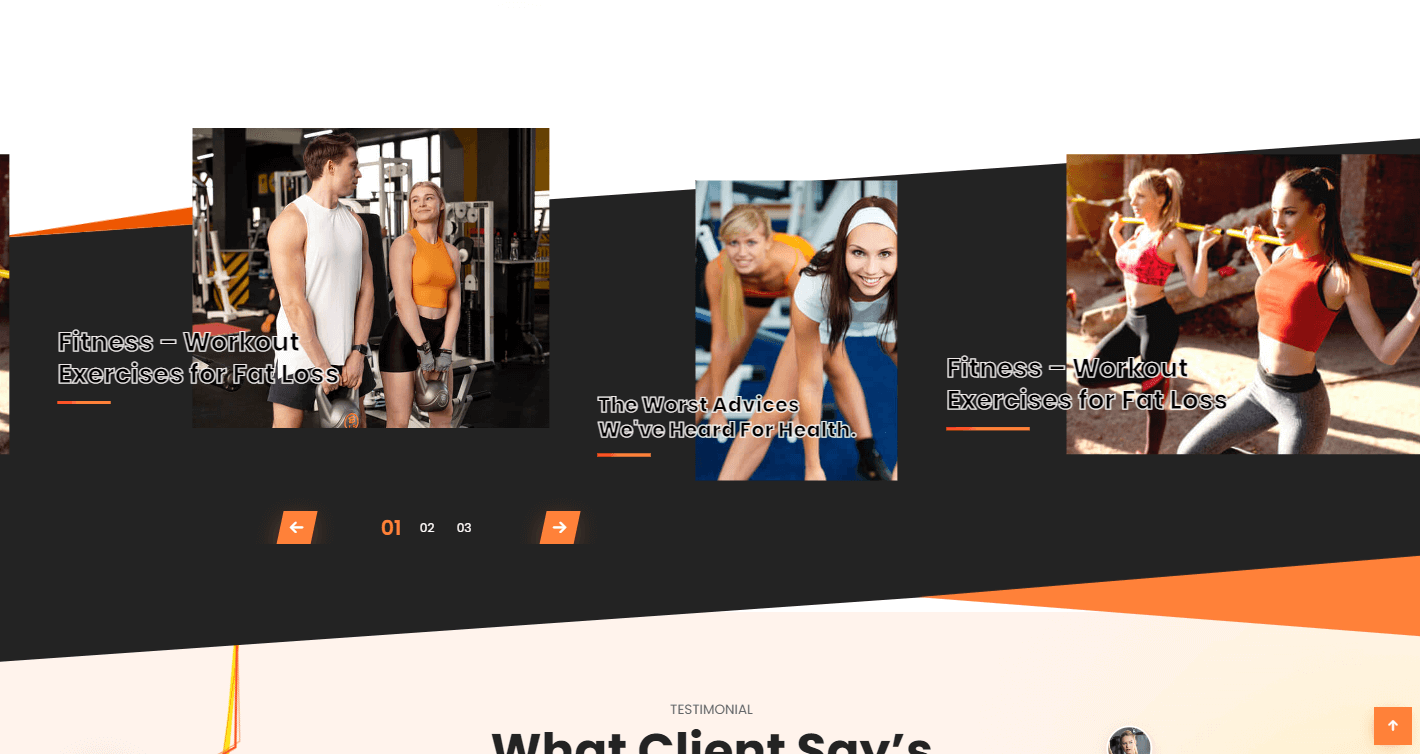 Fitness – Workout
Exercises for Fat Loss
The Worst Advices
We've Heard For Health.
Fitness – Workout
Exercises for Fat Loss
01 02 03
TESTIMONIAL
What Client Say's